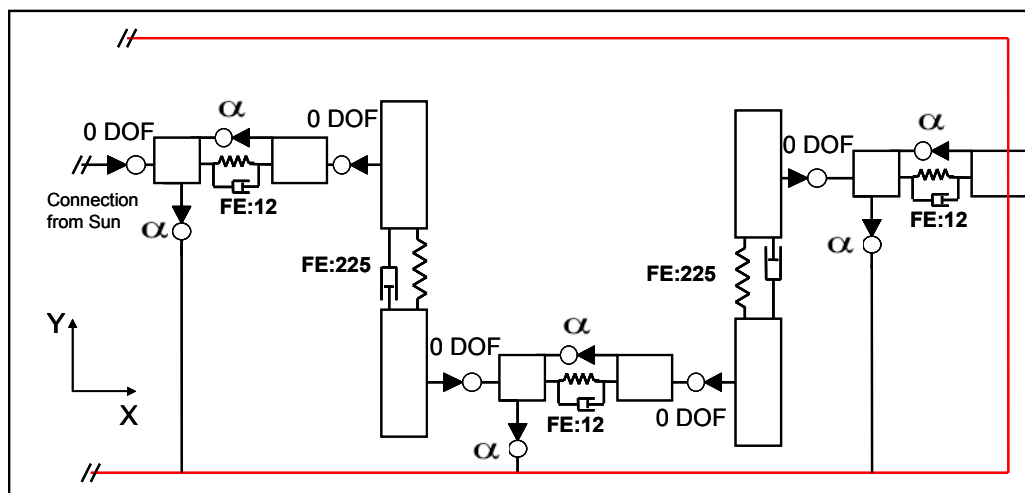 α
α
0 DOF
0 DOF
α
0 DOF
Connection
from Sun
FE:12
FE:12
α
α
FE:225
FE:225
Y
α
0 DOF
X
FE:12
0 DOF
α